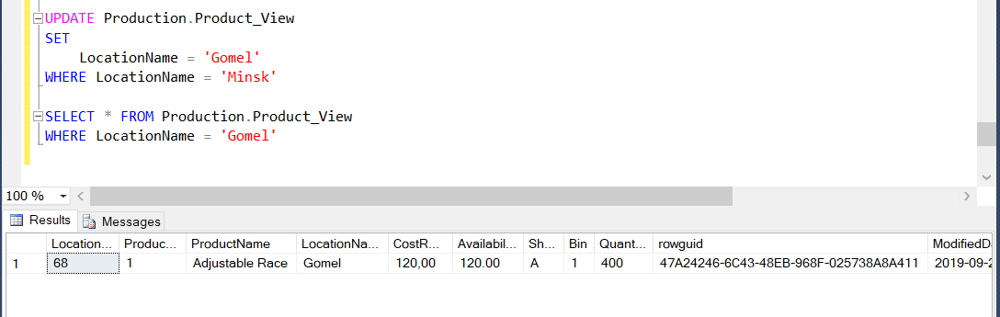 UPDATE Production.Product_View
SET
LocationName = 'Gomel'
WHERE LocationName = 'Minsk'
SELECT * FROM Production.Product_View
WHERE LocationName = 'Gomel'
100 %
Results Messages
Location... Produc... ProductName LocationNa... CostR... Availabil... Sh... Bin Quant... rowguid ModifiedDa
1 68 1 Adjustable Race Gomel 120,00 120.00 A 1 400 47A24246-6C43-48EB-968F-025738A8A411 2019-09-2